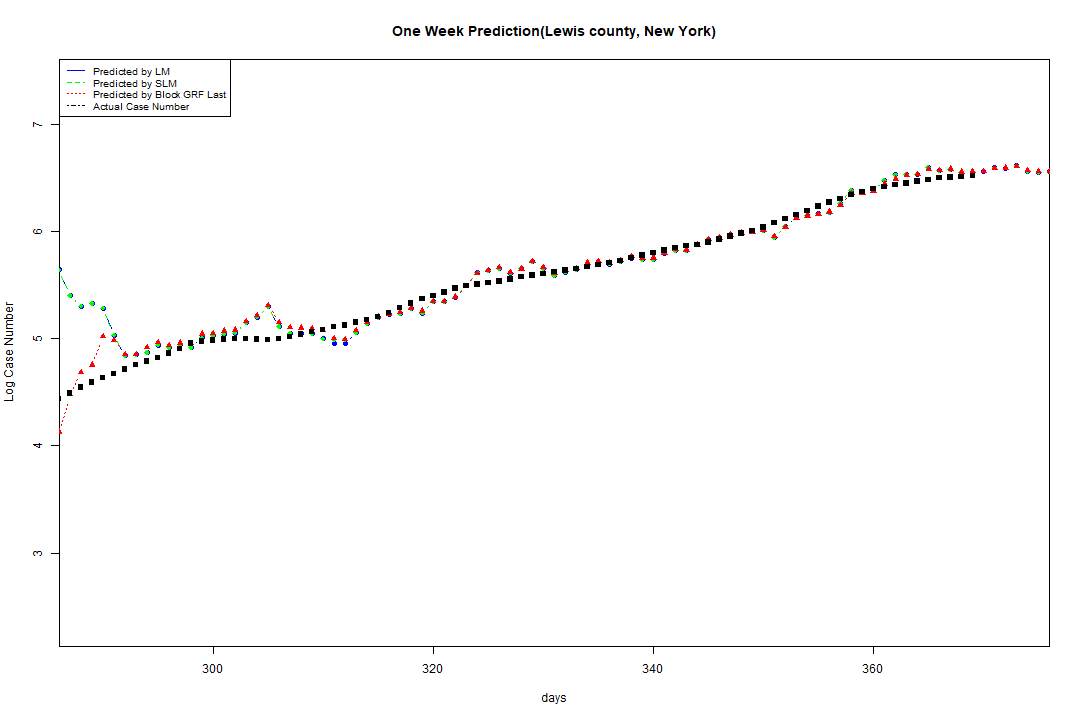 One Week Prediction(Lewis county, New York)
Predicted by LM
Predicted by SLM
Predicted by Block GRF Last
Actual Case Number
Log Case Number
7
6
5
4
3
300
320
340
360
days